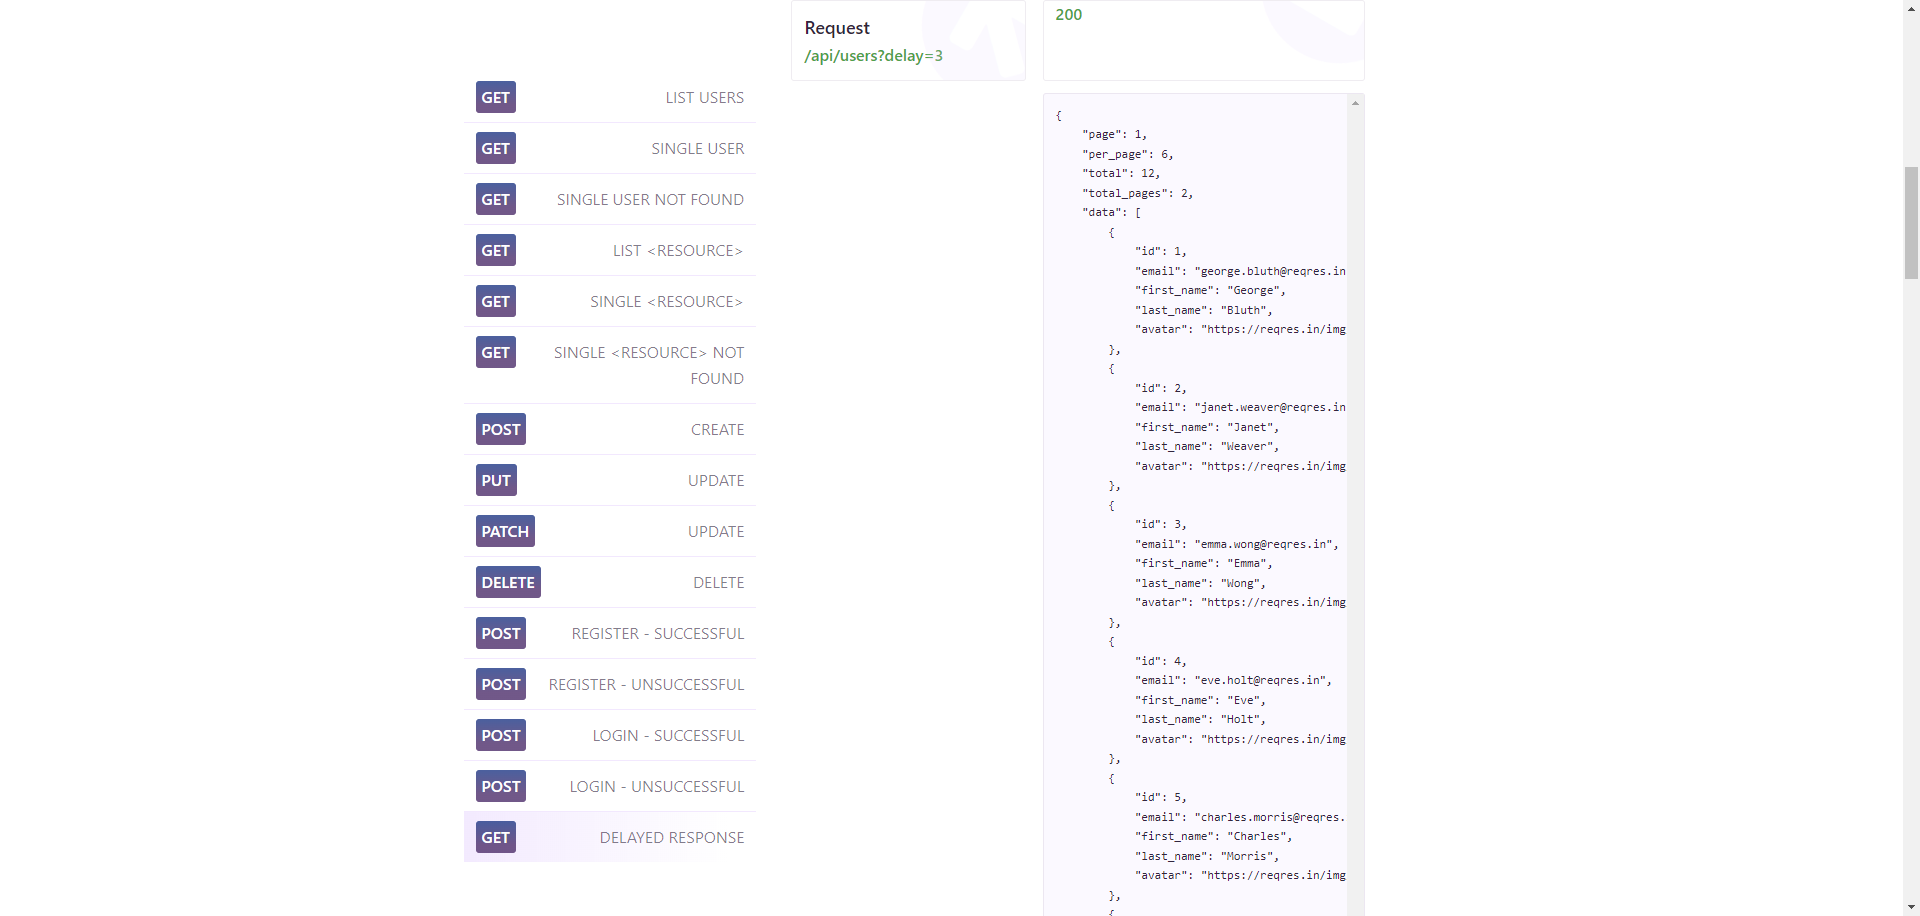 GET LIST USERS
GET SINGLE USER
GET SINGLE USER NOT FOUND
GET LIST <RESOURCE>
GET SINGLE <RESOURCE>
GET SINGLE <RESOURCE> NOT
FOUND
POST CREATE
PUT UPDATE
PATCH UPDATE
DELETE DELETE
POST REGISTER - SUCCESSFUL
POST REGISTER - UNSUCCESSFUL
POST LOGIN - SUCCESSFUL
POST LOGIN - UNSUCCESSFUL
GET DELAYED RESPONSE
Request
/api/users?delay=3
200
{
"page": 1,
"per_page": 6,
"total": 12,
"total_pages": 2,
"data": [
{
"id": 1,
"email": "george.bluth@reqres.in
"first_name": "George",
"last_name": "Bluth",
"avatar": "https://reqres.in/img
},
{
"id": 2,
"email": "janet.weaver@reqres.in
"first_name": "Janet",
"last_name": "Weaver",
"avatar": "https://reqres.in/img
},
{
"id": 3,
"email": "emma.wong@reqres.in",
"first_name": "Emma",
"last_name": "Wong",
"avatar": "https://reqres.in/img
},
{
"id": 4,
"email": "eve.holt@reqres.in",
"first_name": "Eve",
"last_name": "Holt",
"avatar": "https://reqres.in/img
},
{
"id": 5,
"email": "charles.morris@reqres.
"first_name": "Charles",
"last_name": "Morris",
"avatar": "https://reqres.in/img
},
{